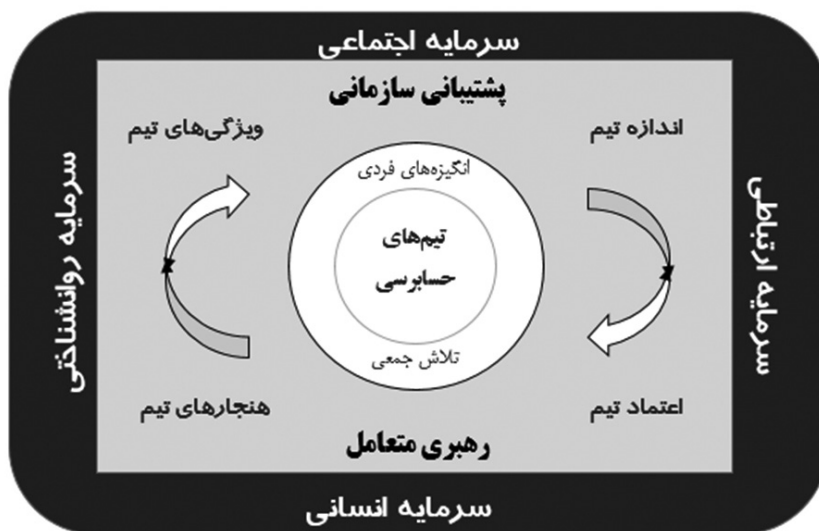 سرمایه اجتماعی
پشتیبانی سازمانی
اندازه تیم
ویژگی‌های تیم
انگیزه‌های فردی
تیم‌های
حسابرسی
تلاش جمعی
سرمایه ارتباطی
سرمایه روانشناختی
اعتماد تیم
هنجارهای تیم
رهبری متعامل
سرمایه انسانی